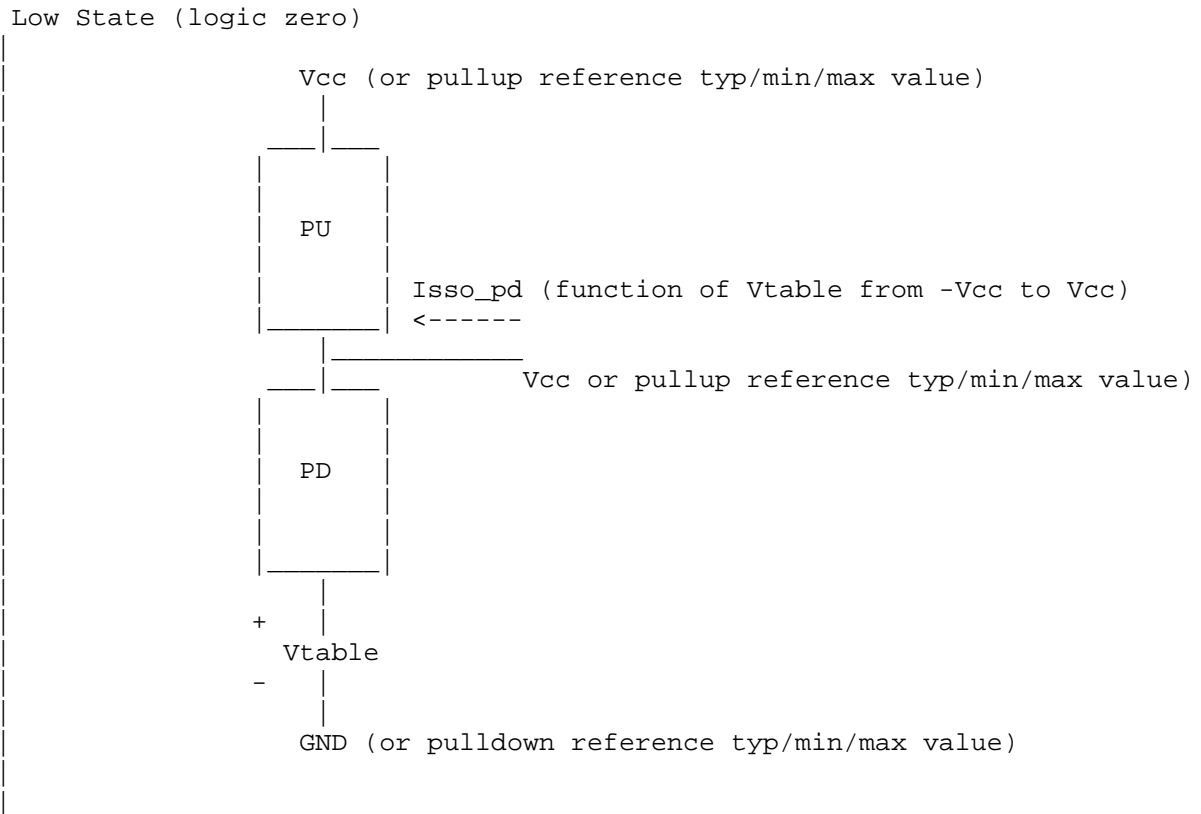 Low State (logic zero)
Vcc (or pullup reference typ/min/max value)
PU
Isso_pd (function of Vtable from -Vcc to Vcc)
<------
Vcc or pullup reference typ/min/max value)
PD
+
Vtable
-
GND (or pulldown reference typ/min/max value)